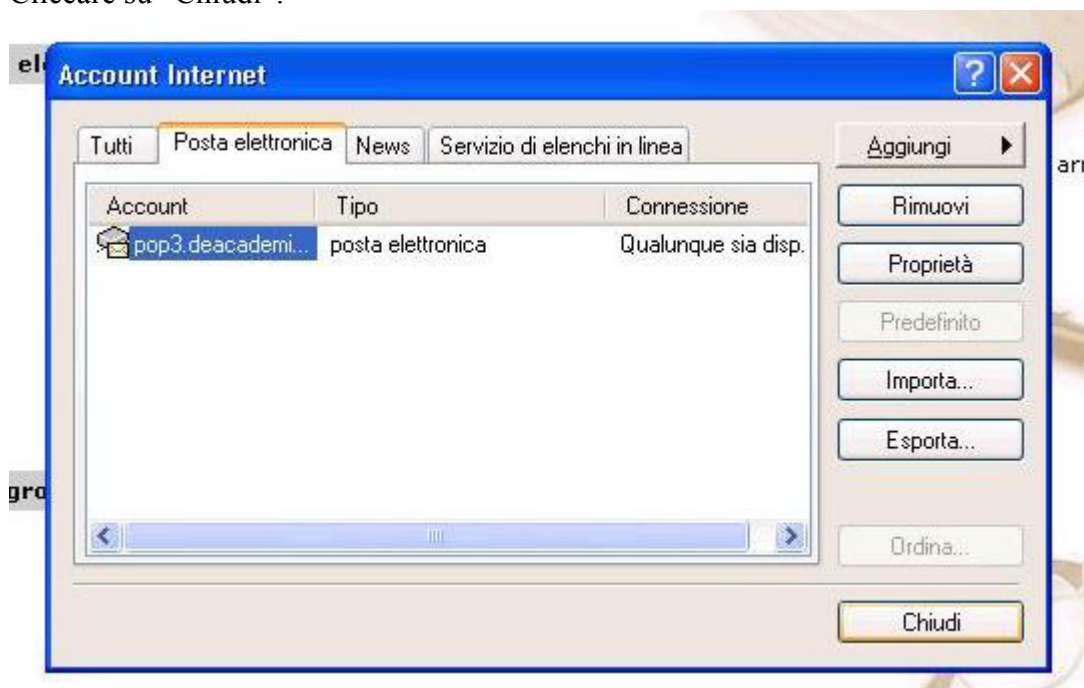 Cliccare su "Chiudi".
Account Internet
Tutti Posta elettronica News Servizio di elenchi in linea
Aggiungi
Account Tipo Connessione
Rimuovi
pop3.deacademi... posta elettronica Qualunque sia disp.
Proprietà
Predefinito
Importa...
Esporta...
Ordina...
Chiudi